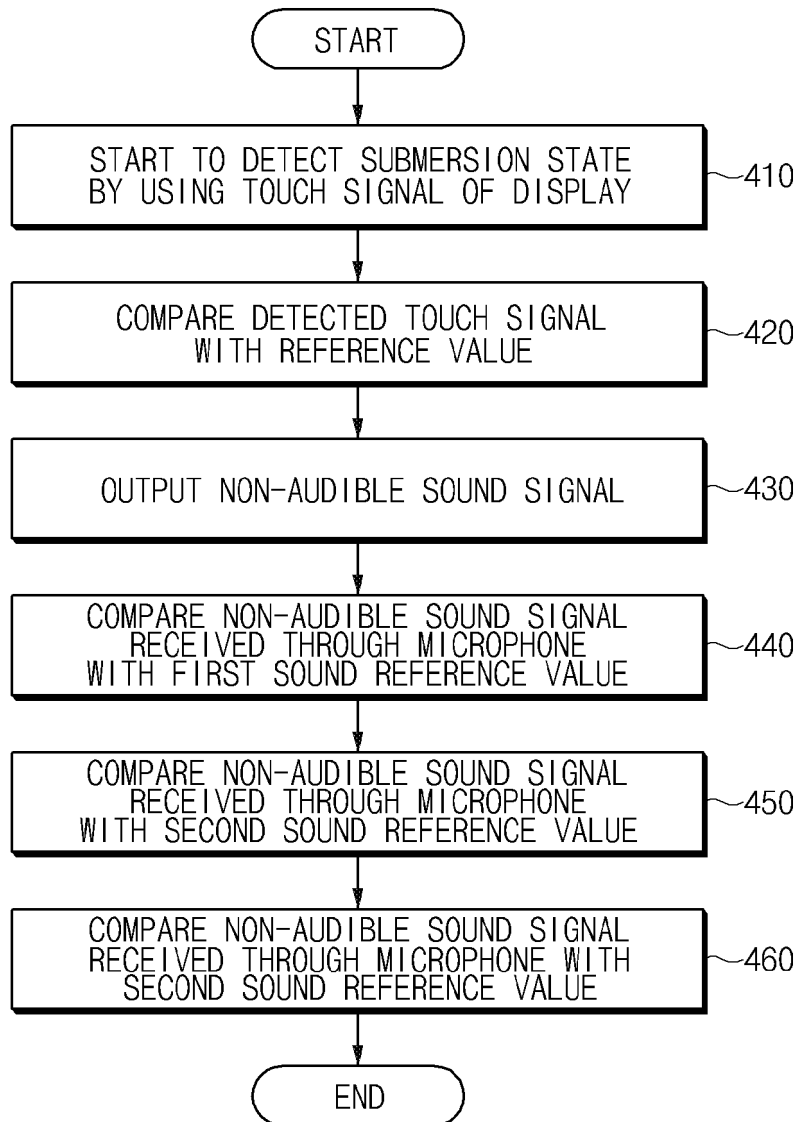 START
START TO DETECT SUBMERSION STATE
BY USING TOUCH SIGNAL OF DISPLAY
410
COMPARE DETECTED TOUCH SIGNAL
WITH REFERENCE VALUE
420
OUTPUT NON-AUDIBLE SOUND SIGNAL
430
COMPARE NON-AUDIBLE SOUND SIGNAL
RECEIVED THROUGH MICROPHONE
WITH FIRST SOUND REFERENCE VALUE
440
COMPARE NON-AUDIBLE SOUND SIGNAL
RECEIVED THROUGH MICROPHONE
WITH SECOND SOUND REFERENCE VALUE
450
COMPARE NON-AUDIBLE SOUND SIGNAL
RECEIVED THROUGH MICROPHONE WITH
SECOND SOUND REFERENCE VALUE
460
END